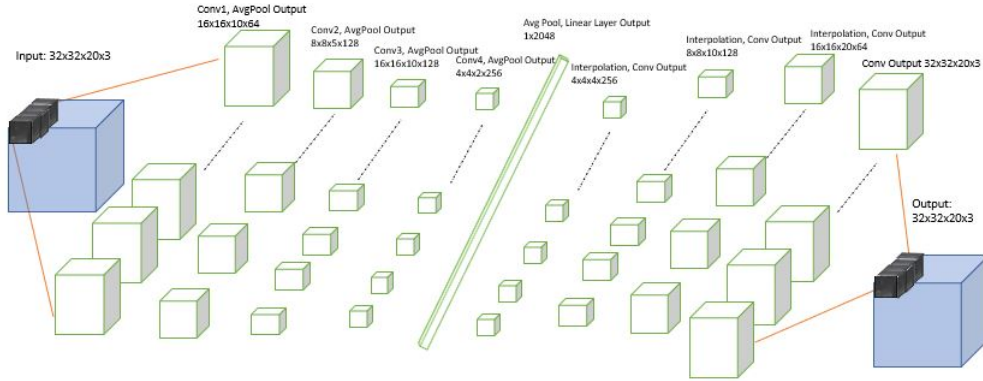 Input: 32x32x20x3
Conv1, AvgPool Output
16x16x10x64
Conv2, AvgPool Output
8x8x5x128
Conv3, AvgPool Output
16x16x10x128
Conv4, AvgPool Output
4x4x2x256
Avg Pool, Linear Layer Output
1x2048
Interpolation, Conv Output
4x4x4x256
Interpolation, Conv Output
8x8x10x128
Interpolation, Conv Output
16x16x20x64
Conv Output 32x32x20x3
Output:
32x32x20x3